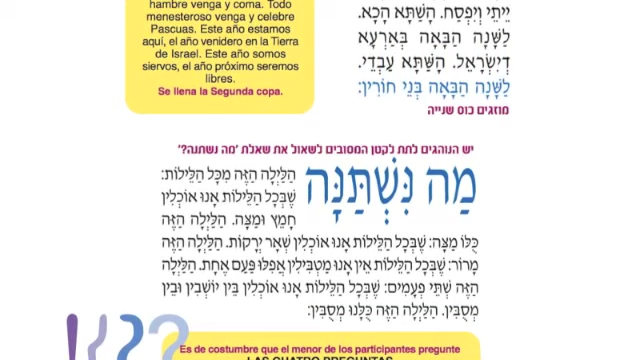 hambre venga y coma. Todo
menesteroso venga y celebre
Pascuas. Este año estamos
aquí, el año venidero en la Tierra
de Israel. Este año somos
siervos, el año próximo seremos
libres.
Se llena la Segunda copa.
יֵיתֵי וְיִפְסַח. הָשַׁתָּא הָכָא.
לַשָּׁנָה הַבָּאָה בְּאַרְעָא
דְיִשְׂרָאֵל. הָשַׁתָּא עַבְדֵי.
לַשָּׁנָה הַבָּאָה בְּנֵי חוֹרִין:
מוזגים כוס שנייה
יש הנוהגים לתת לקטן המסובים לשאול את שאלת 'מה נשתנה?'
מַה נִּשְׁתַּנָּה הַלַּיְלָה הַזֶּה מִכָּל הַלֵּילוֹת:
שֶׁבְּכָל הַלֵּילוֹת אָנוּ אוֹכְלִין
חָמֵץ וּמַצָּה. הַלַּיְלָה הַזֶּה
כֻּלּוֹ מַצָּה: שֶׁבְּכָל הַלֵּילוֹת אָנוּ אוֹכְלִין שְׁאָר יְרָקוֹת. הַלַּיְלָה הַזֶּה
מָרוֹר: שֶׁבְּכָל הַלֵּילוֹת אֵין אָנוּ מַטְבִּילִין אֲפִלּוּ פַּעַם אֶחָת. הַלַּיְלָה
הַזֶּה שְׁתֵּי פְעָמִים: שֶׁבְּכָל הַלֵּילוֹת אָנוּ אוֹכְלִין בֵּין יוֹשְׁבִין וּבֵין
מְסֻבִּין. הַלַּיְלָה הַזֶּה כֻּלָּנוּ מְסֻבִּין:
Es de costumbre que el menor de los participantes pregunte
LAS CUATRO PREGUNTAS